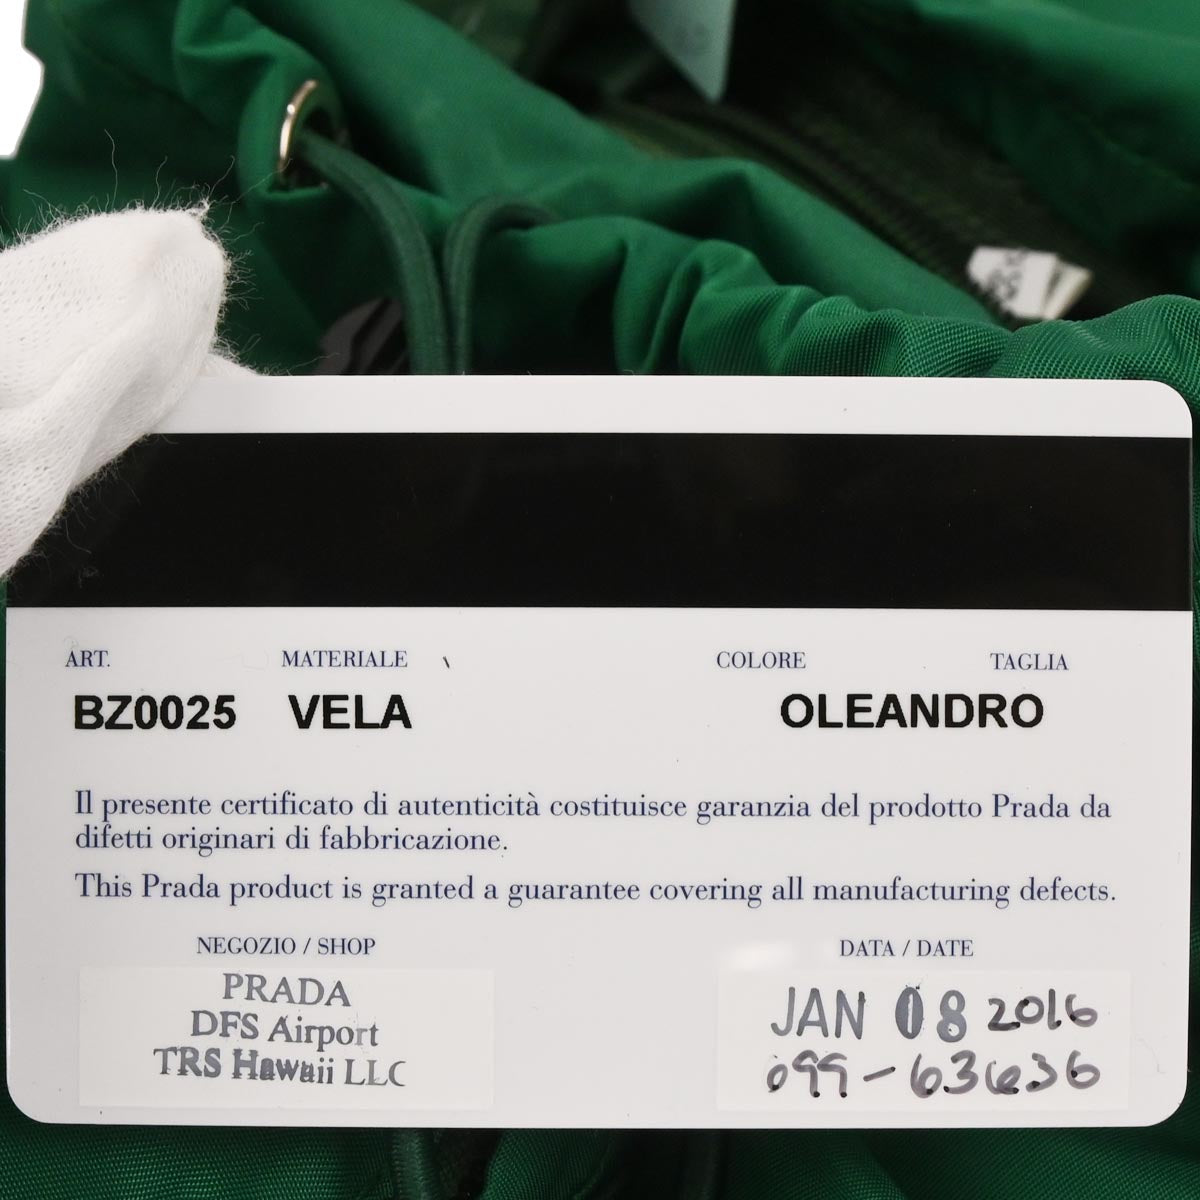 ART. MATERIALE COLORE TAGLIA
BZ0025 VELA OLEANDRO
Il presente certificato di autenticità costituisce garanzia del prodotto Prada da
difetti originari di fabbricazione.
This Prada product is granted a guarantee covering all manufacturing defects.
NEGOZIO / SHOP
PRADA
DFS Airport
TRS Hawaii LLC
DATA / DATE
JAN 08 2016
099-63636